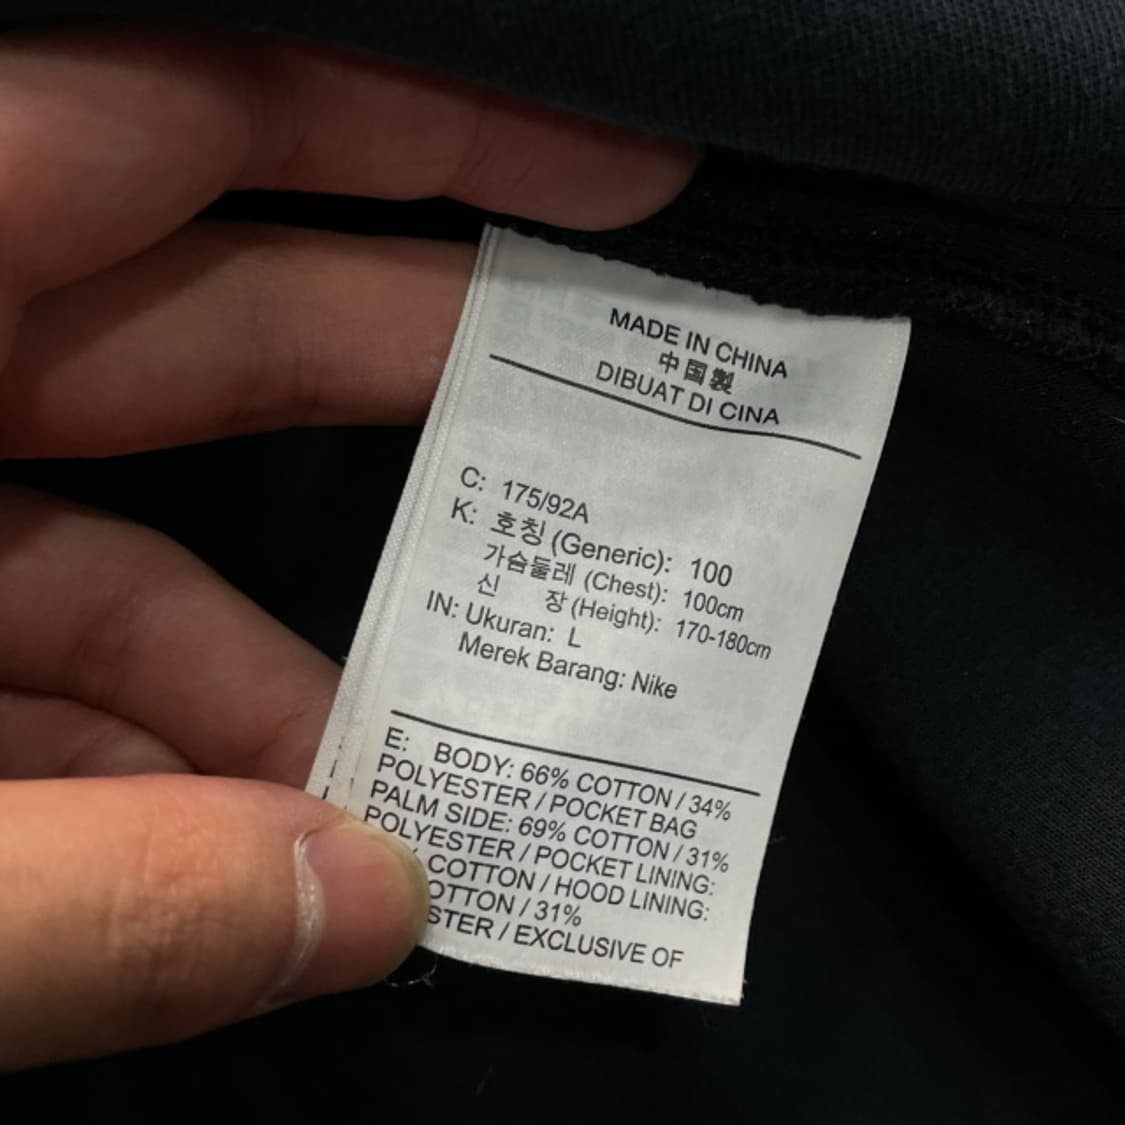 MADE IN CHINA
中国製
DIBUAT DI CINA
C: 175/92A
K: 호칭 (Generic): 100
가슴둘레 (Chest): 100cm
신 장 (Height): 170-180cm
IN: Ukuran: L
Merek Barang: Nike
E: BODY: 66% COTTON / 34%
POLYESTER / POCKET BAG
PALM SIDE: 69% COTTON / 31%
POLYESTER / POCKET LINING:
% COTTON / HOOD LINING:
OTTON / 31%
STER / EXCLUSIVE OF